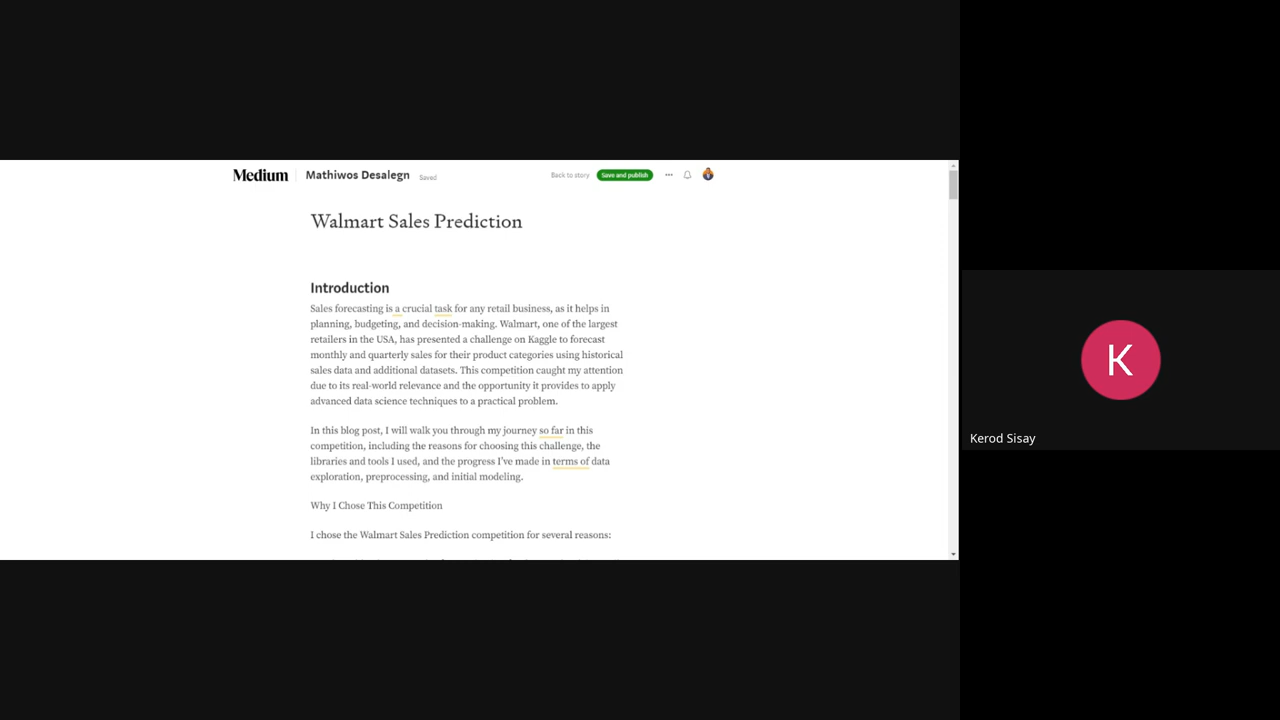 Medium
Mathiwos Desalegn
Saved
Back to story
Save and publish
Walmart Sales Prediction
Introduction
Sales forecasting is a crucial task for any retail business, as it helps in
planning, budgeting, and decision-making. Walmart, one of the largest
retailers in the USA, has presented a challenge on Kaggle to forecast
monthly and quarterly sales for their product categories using historical
sales data and additional datasets. This competition caught my attention
due to its real-world relevance and the opportunity it provides to apply
advanced data science techniques to a practical problem.
In this blog post, I will walk you through my journey so far in this
competition, including the reasons for choosing this challenge, the
libraries and tools I used, and the progress I've made in terms of data
exploration, preprocessing, and initial modeling.
Why I Chose This Competition
I chose the Walmart Sales Prediction competition for several reasons:
K
Kerod Sisay